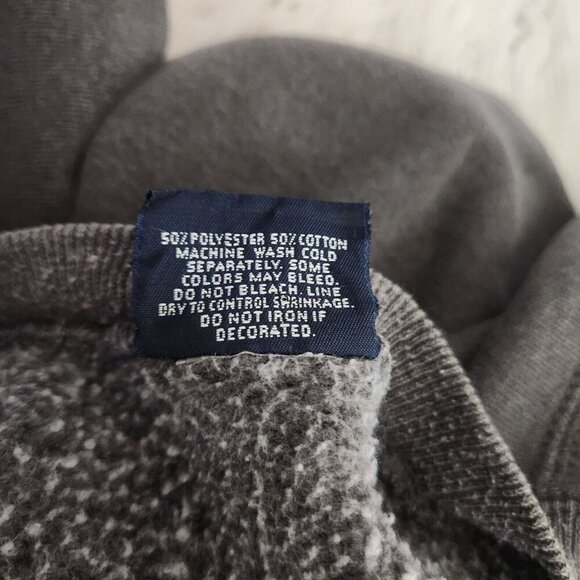 50% POLYESTER 50% COTTON
MACHINE WASH COLD
SEPARATELY. SOME
COLORS MAY BLEED.
DO NOT BLEACH. LINE
DRY TO CONTROL SHRINKAGE.
DO NOT IRON IF
DECORATED.